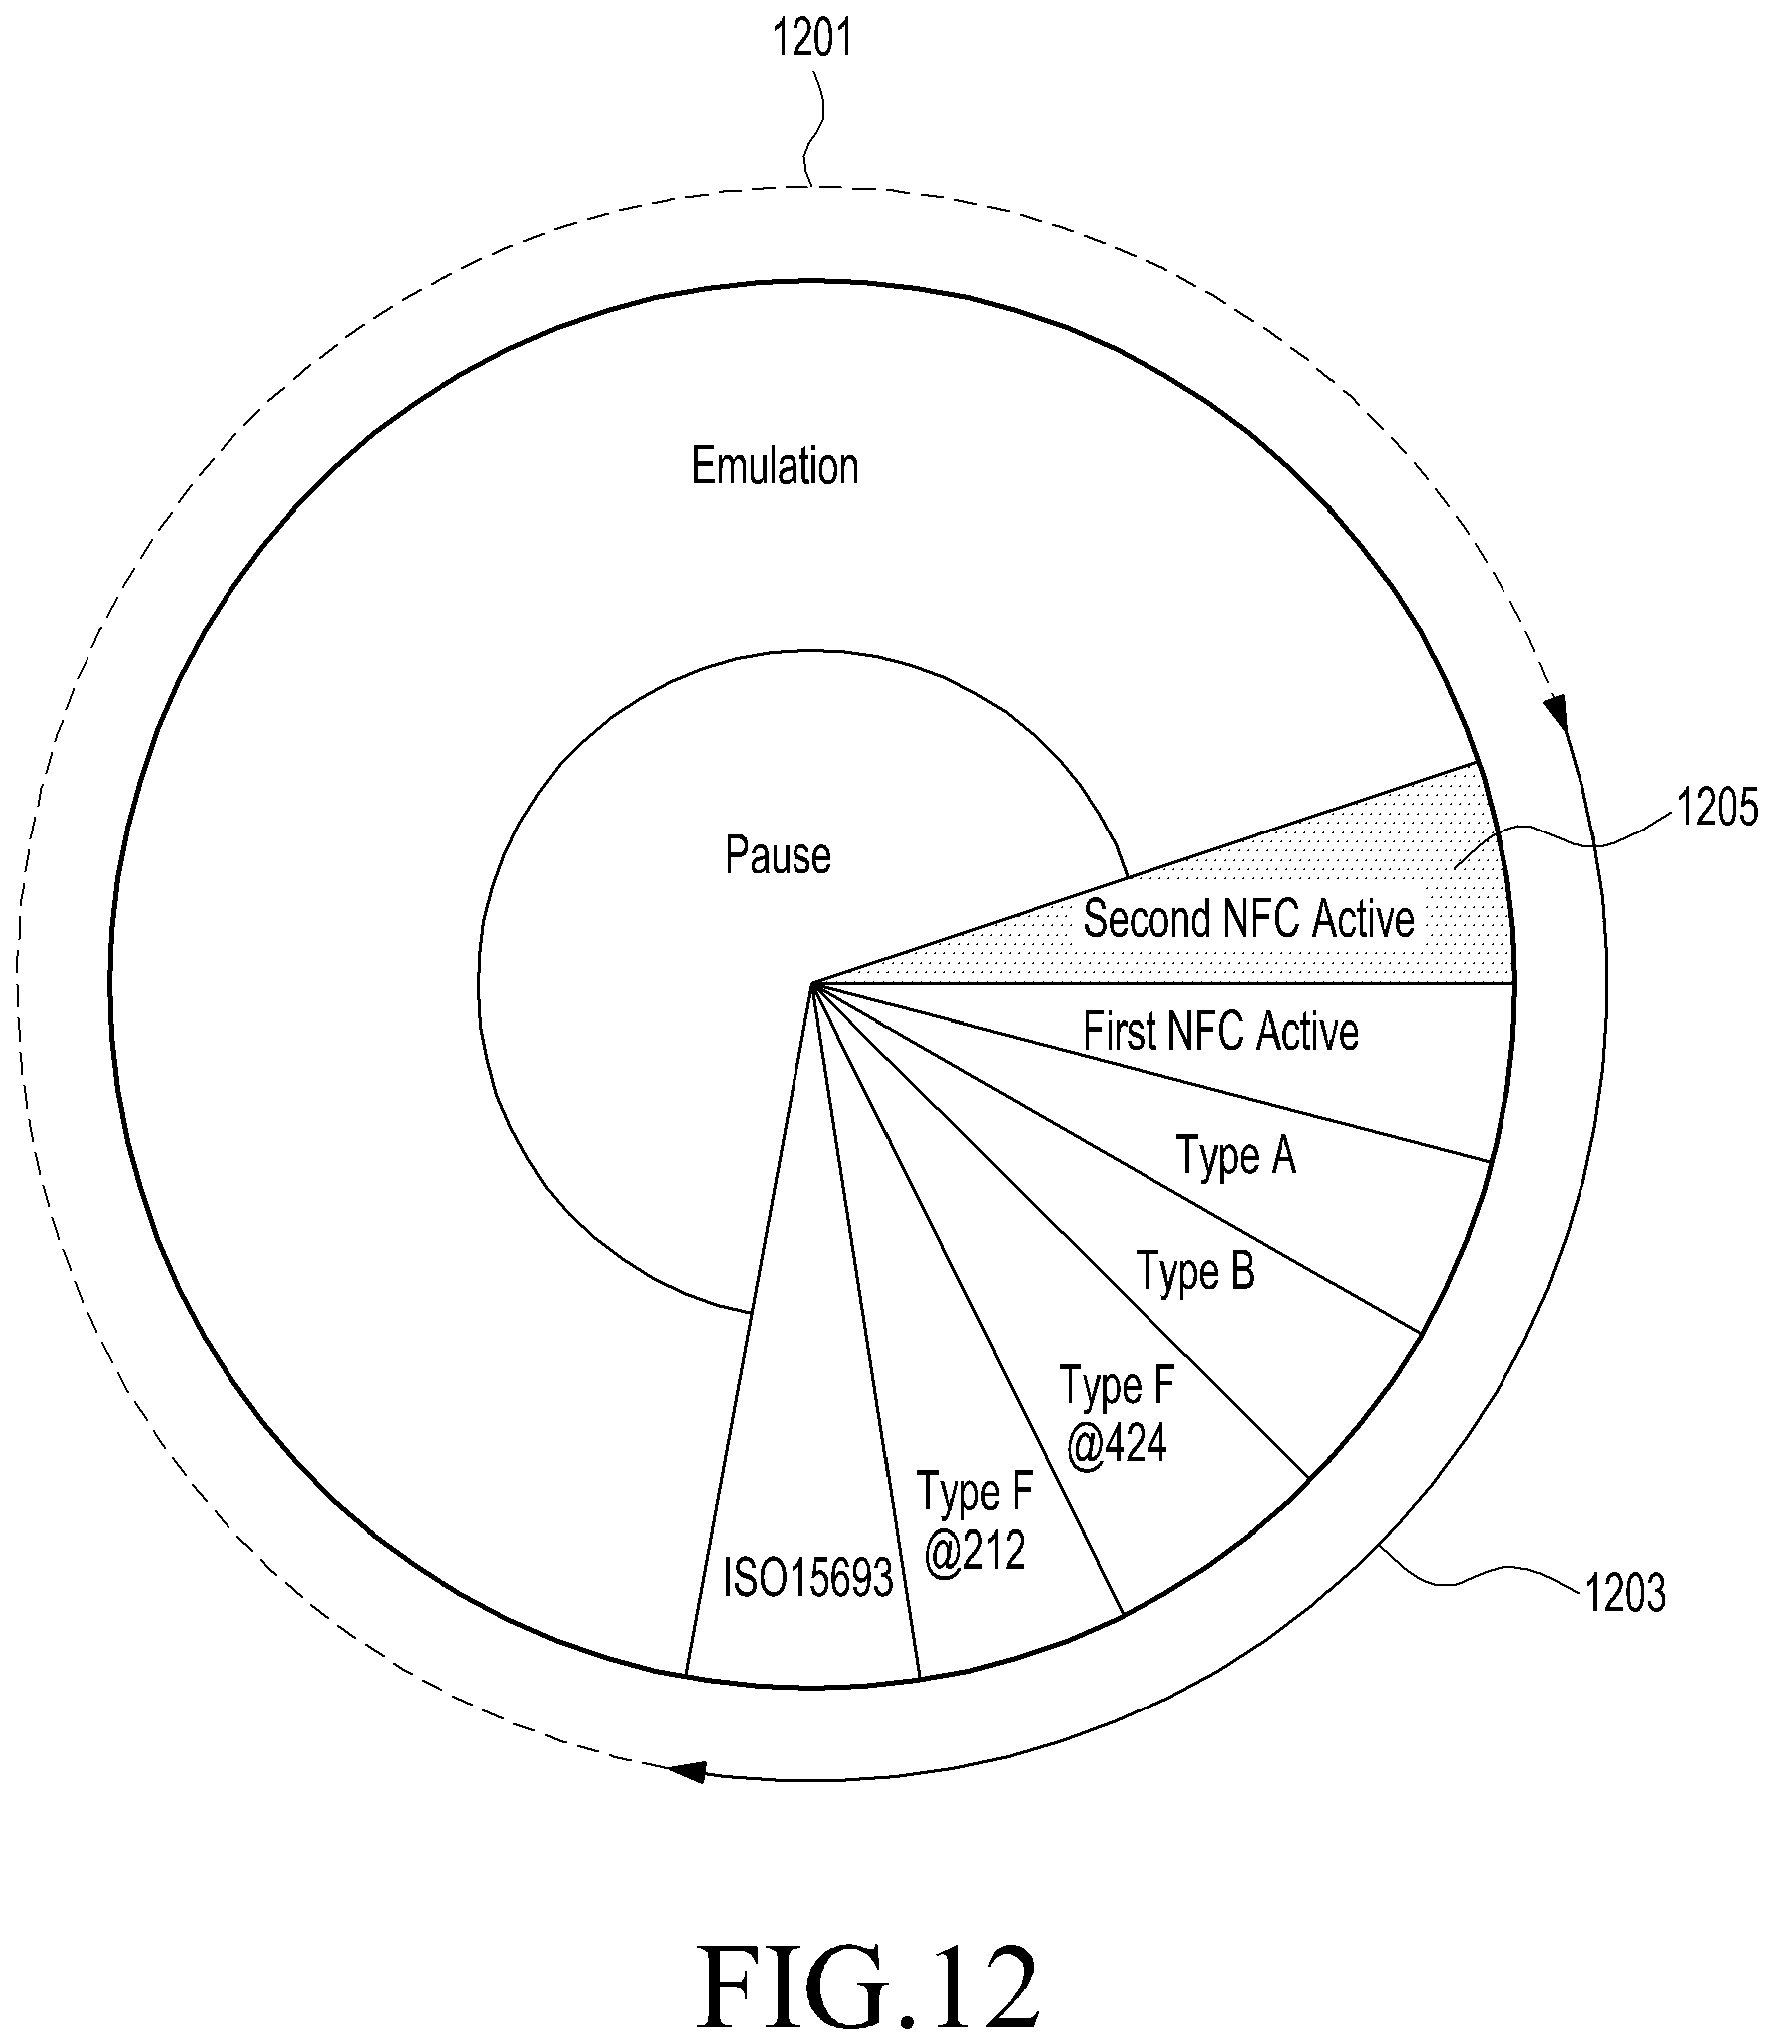 1201
Emulation
Pause
1205
Second NFC Active
First NFC Active
Type A
Type B
Type F
@424
Type F
@212
ISO15693
1203
FIG.12